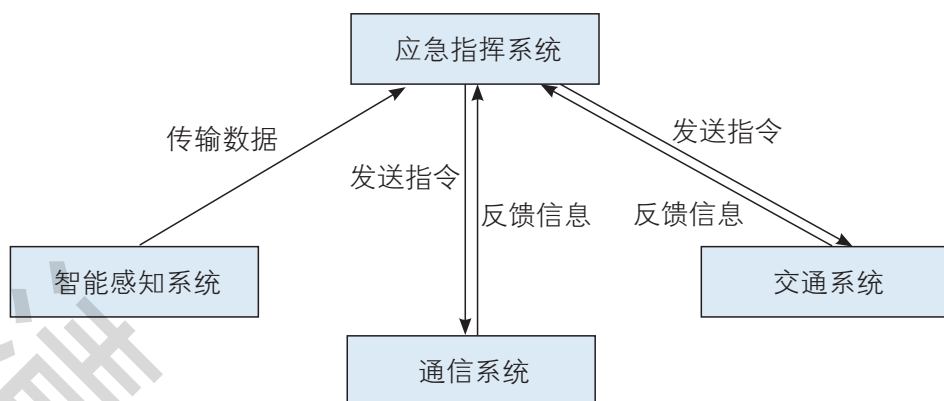 应急指挥系统
传输数据
发送指令
发送指令
反馈信息
反馈信息
智能感知系统
交通系统
通信系统